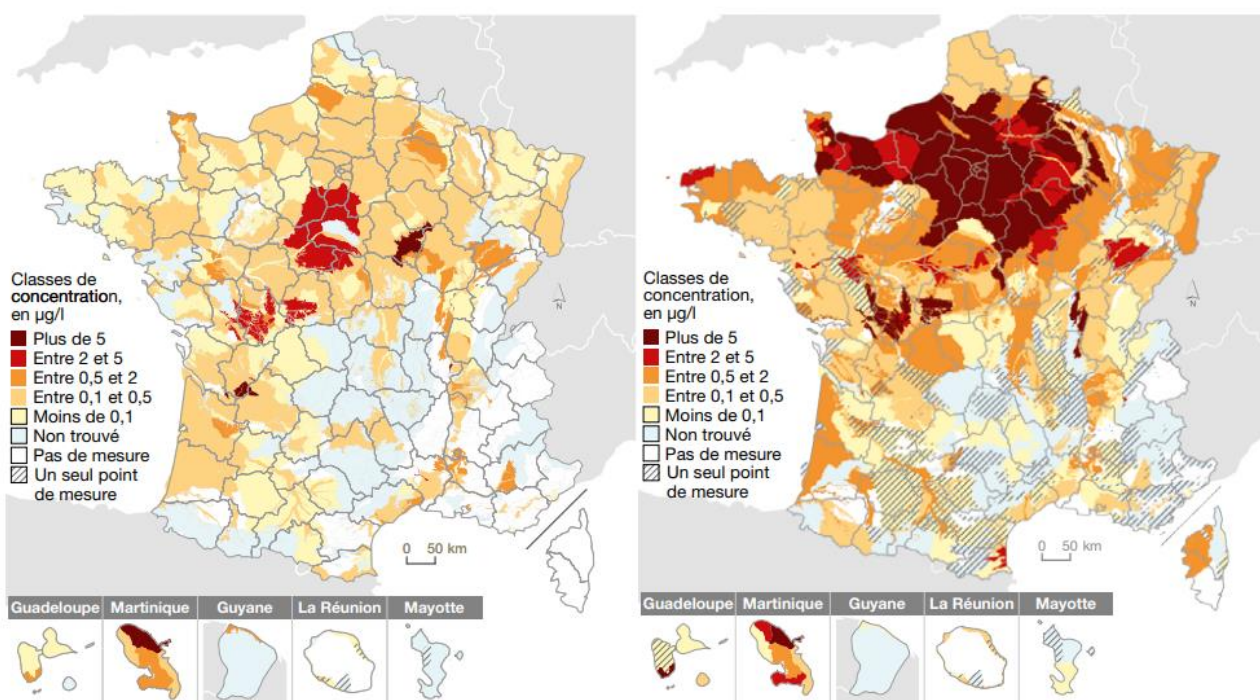 Classes de
concentration,
en µg/l
Plus de 5
Entre 2 et 5
Entre 0,5 et 2
Entre 0,1 et 0,5
Moins de 0,1
Non trouvé
Pas de mesure
Un seul point
de mesure
N
0 50 km
Guadeloupe Martinique Guyane La Réunion Mayotte
Classes de
concentration,
en µg/l
Plus de 5
Entre 2 et 5
Entre 0,5 et 2
Entre 0,1 et 0,5
Moins de 0,1
Non trouvé
Pas de mesure
Un seul point
de mesure
N
0 50 km
Guadeloupe Martinique Guyane La Réunion Mayotte